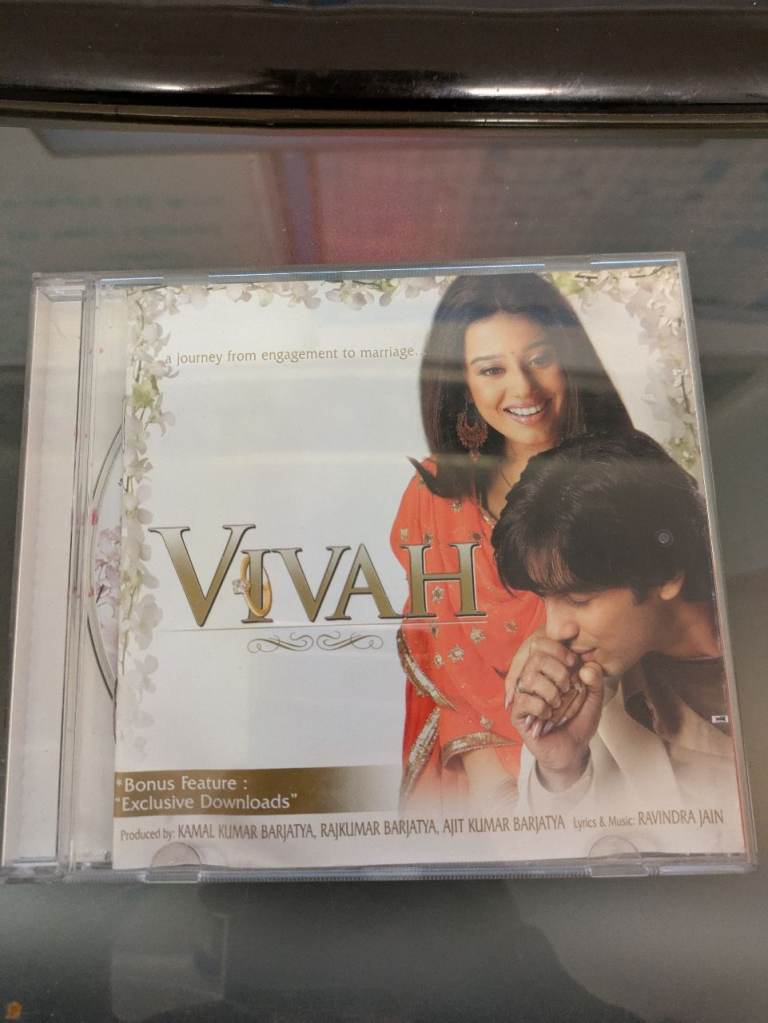 a journey from engagement to marriage...
VIVAH
*Bonus Feature :
"Exclusive Downloads"
Produced by: KAMAL KUMAR BARJATYA, RAJKUMAR BARJATYA, AJIT KUMAR BARJATYA Lyrics & Music: RAVINDRA JAIN